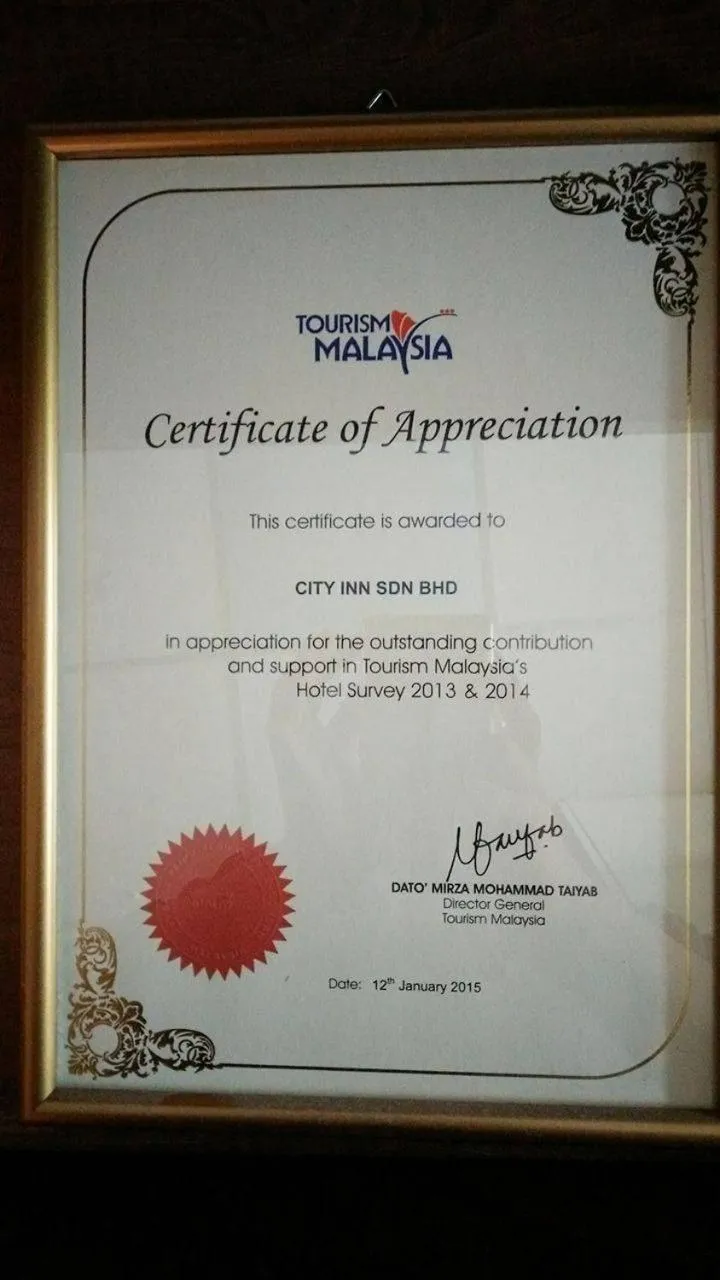 TOURISM
MALAYSIA
Certificate of Appreciation
This certificate is awarded to
CITY INN SDN BHD
in appreciation for the outstanding contribution
and support in Tourism Malaysia's
Hotel Survey 2013 & 2014
DATO' MIRZA MOHAMMAD TAIYAB
Director General
Tourism Malaysia
Date: 12th January 2015